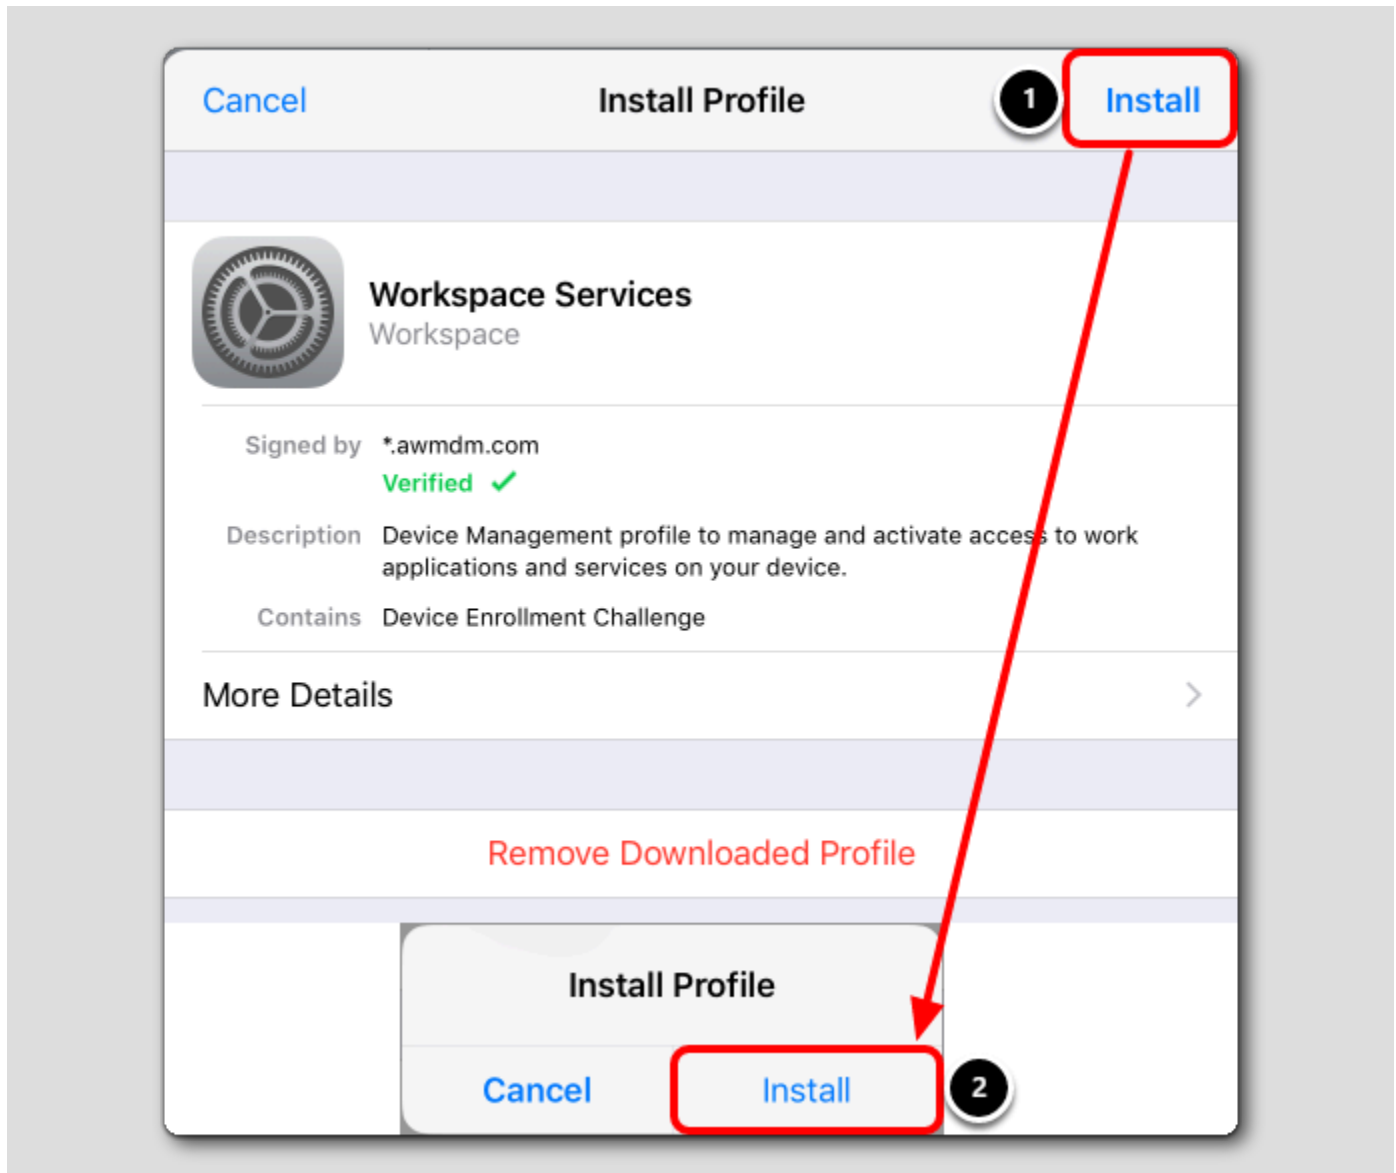 Cancel Install Profile 1 Install
Workspace Services
Workspace
Signed by *.awmdm.com
Verified ✓
Description Device Management profile to manage and activate access to work
applications and services on your device.
Contains Device Enrollment Challenge
More Details
Remove Downloaded Profile
Install Profile
Cancel Install 2